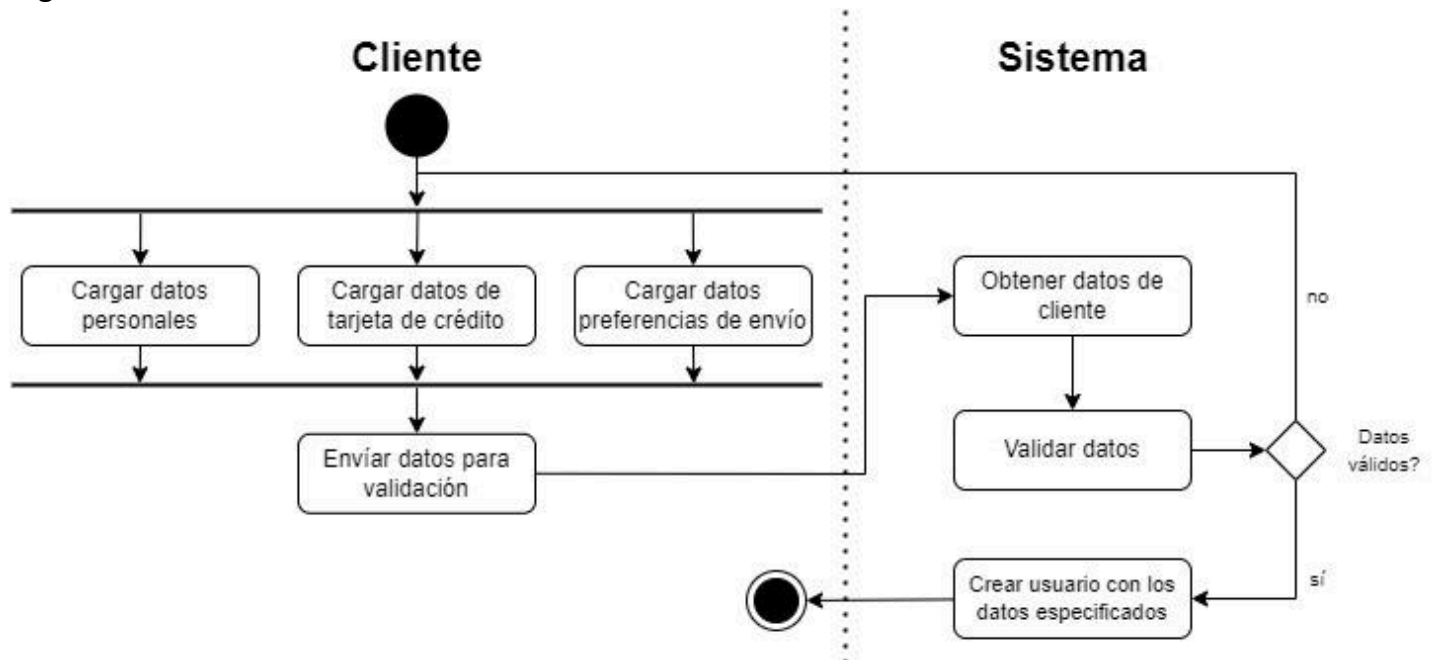 Cliente
Sistema
Cargar datos
personales
Cargar datos de
tarjeta de crédito
Cargar datos
preferencias de envío
Obtener datos de
cliente
no
Envíar datos para
validación
Validar datos
Datos
válidos?
Crear usuario con los
datos especificados
sí